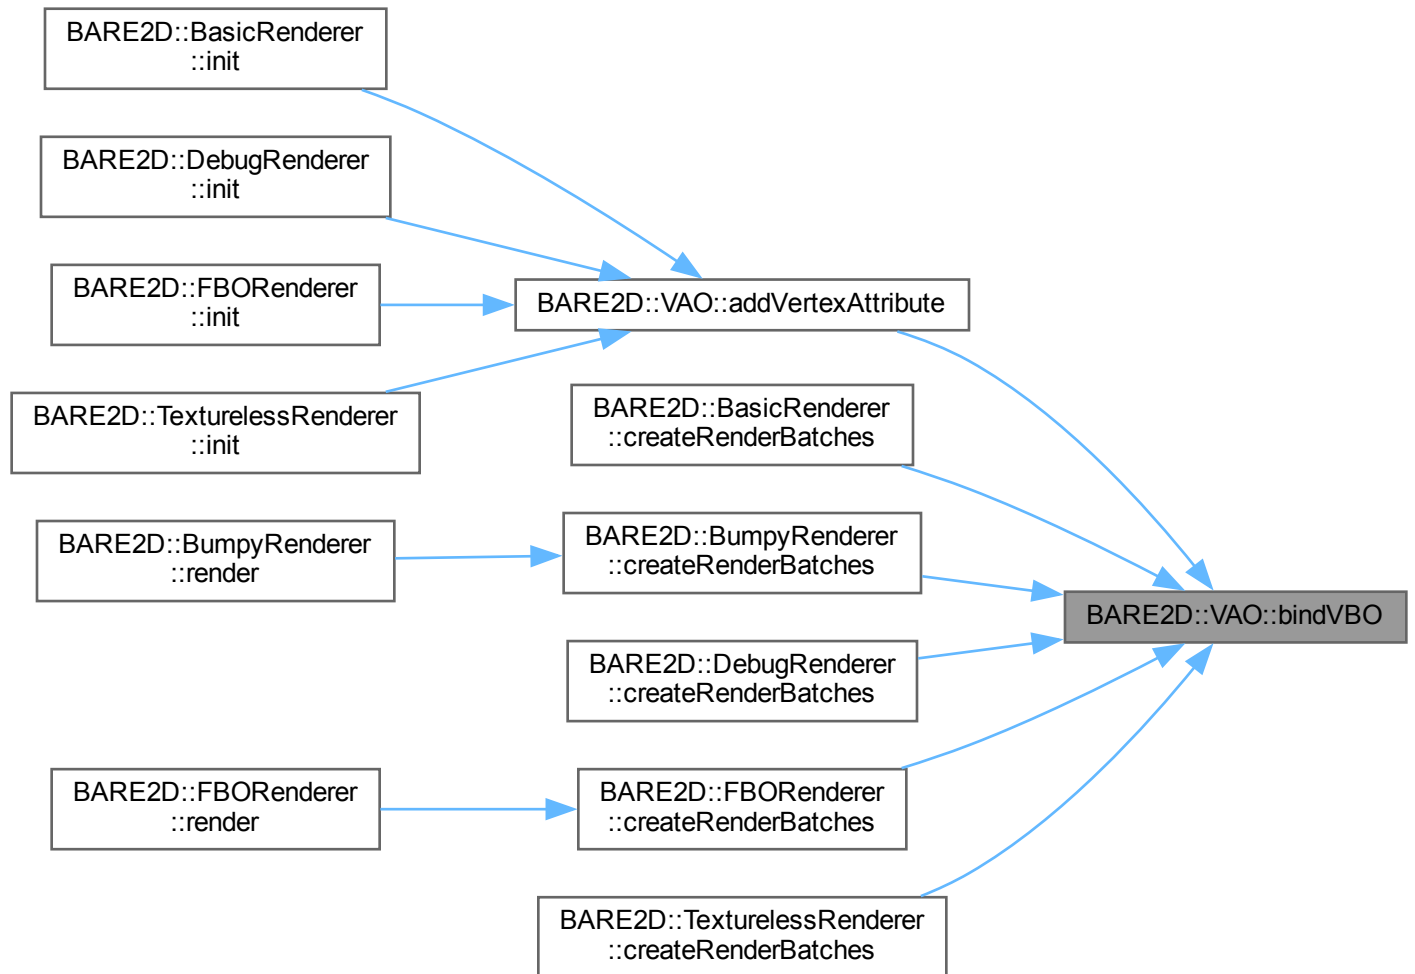 BARE2D::BasicRenderer
::init
BARE2D::DebugRenderer
::init
BARE2D::FBORenderer
::init
BARE2D::TexturelessRenderer
::init
BARE2D::BumpyRenderer
::render
BARE2D::FBORenderer
::render
BARE2D::VAO::addVertexAttribute
BARE2D::BasicRenderer
::createRenderBatches
BARE2D::BumpyRenderer
::createRenderBatches
BARE2D::DebugRenderer
::createRenderBatches
BARE2D::FBORenderer
::createRenderBatches
BARE2D::TexturelessRenderer
::createRenderBatches
BARE2D::VAO::bindVBO